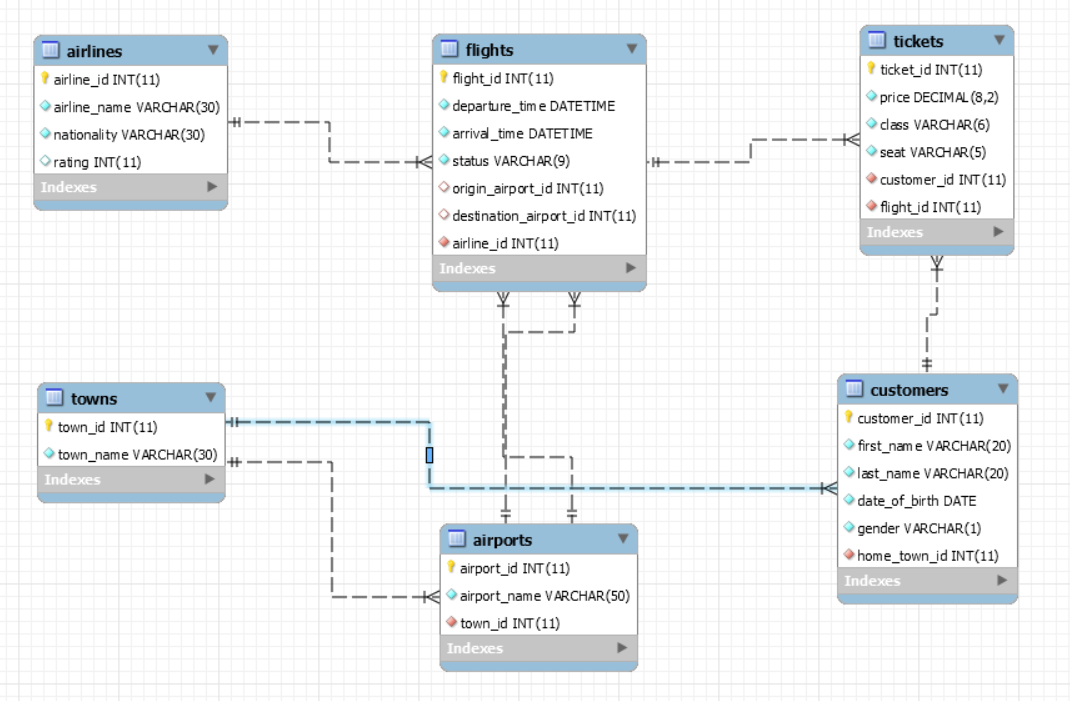 airlines
airline_id INT(11)
airline_name VARCHAR(30)
nationality VARCHAR(30)
rating INT(11)
Indexes
flights
flight_id INT(11)
departure_time DATETIME
arrival_time DATETIME
status VARCHAR(9)
origin_airport_id INT(11)
destination_airport_id INT(11)
airline_id INT(11)
Indexes
tickets
ticket_id INT(11)
price DECIMAL(8,2)
class VARCHAR(6)
seat VARCHAR(5)
customer_id INT(11)
flight_id INT(11)
Indexes
towns
town_id INT(11)
town_name VARCHAR(30)
Indexes
airports
airport_id INT(11)
airport_name VARCHAR(50)
town_id INT(11)
Indexes
customers
customer_id INT(11)
first_name VARCHAR(20)
last_name VARCHAR(20)
date_of_birth DATE
gender VARCHAR(1)
home_town_id INT(11)
Indexes